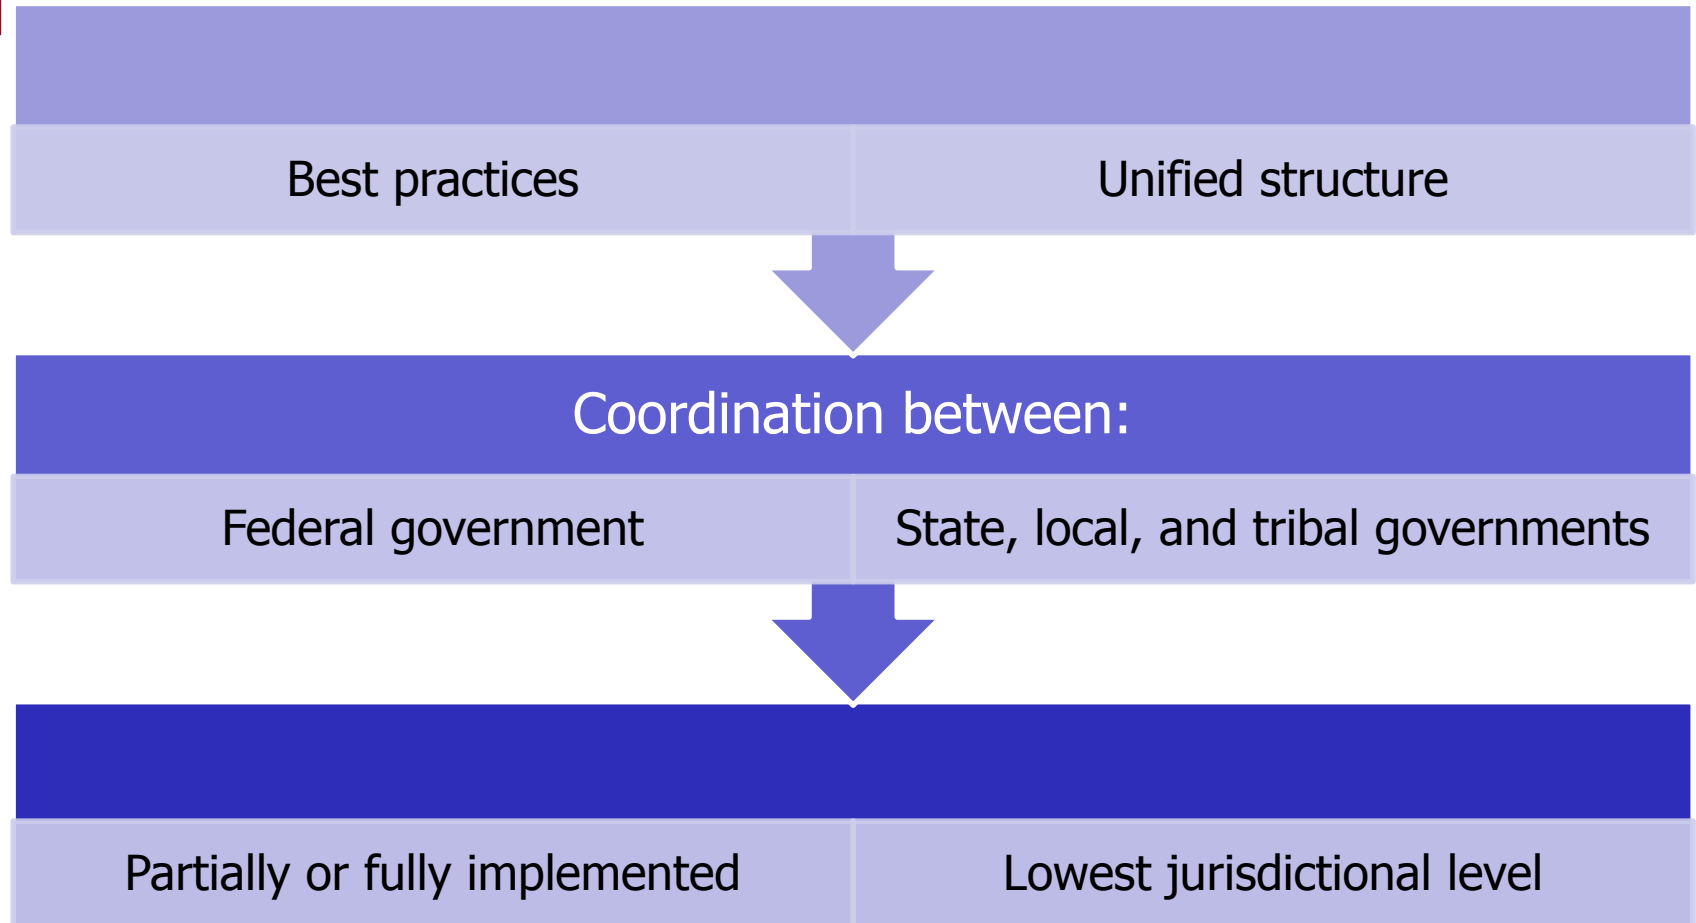 Best practices
Unified structure
Coordination between:
Federal government
State, local, and tribal governments
Partially or fully implemented
Lowest jurisdictional level